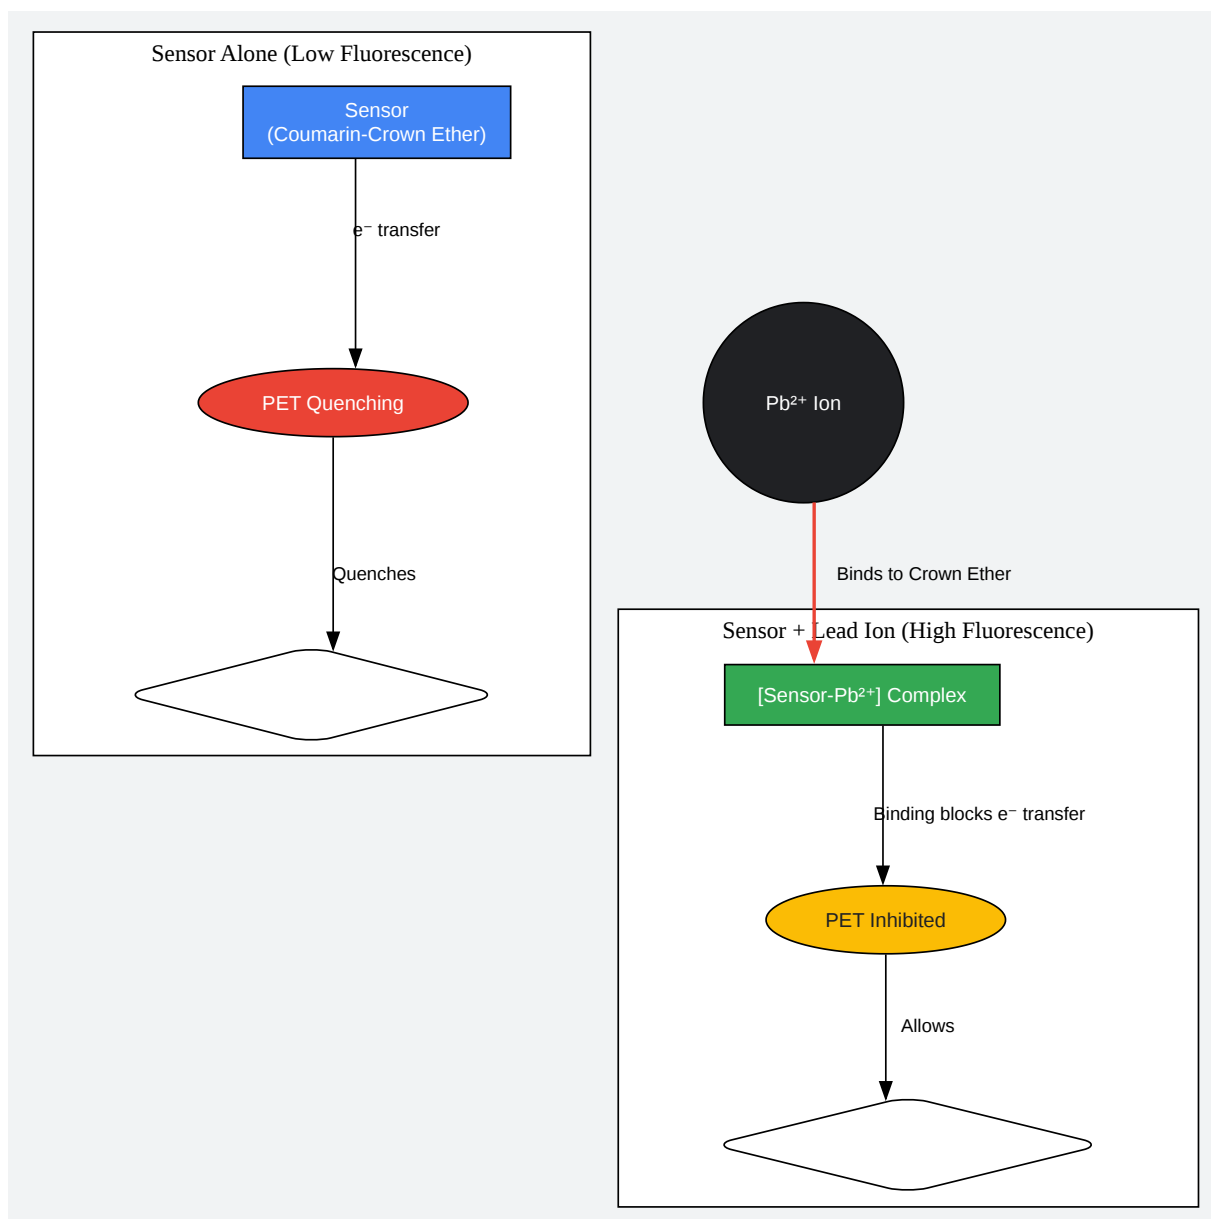 Sensor Alone (Low Fluorescence)
Sensor
(Coumarin-Crown Ether)
e⁻ transfer
PET Quenching
Quenches
Pb²⁺ Ion
Binds to Crown Ether
Sensor + Lead Ion (High Fluorescence)
[Sensor-Pb²⁺] Complex
Binding blocks e⁻ transfer
PET Inhibited
Allows